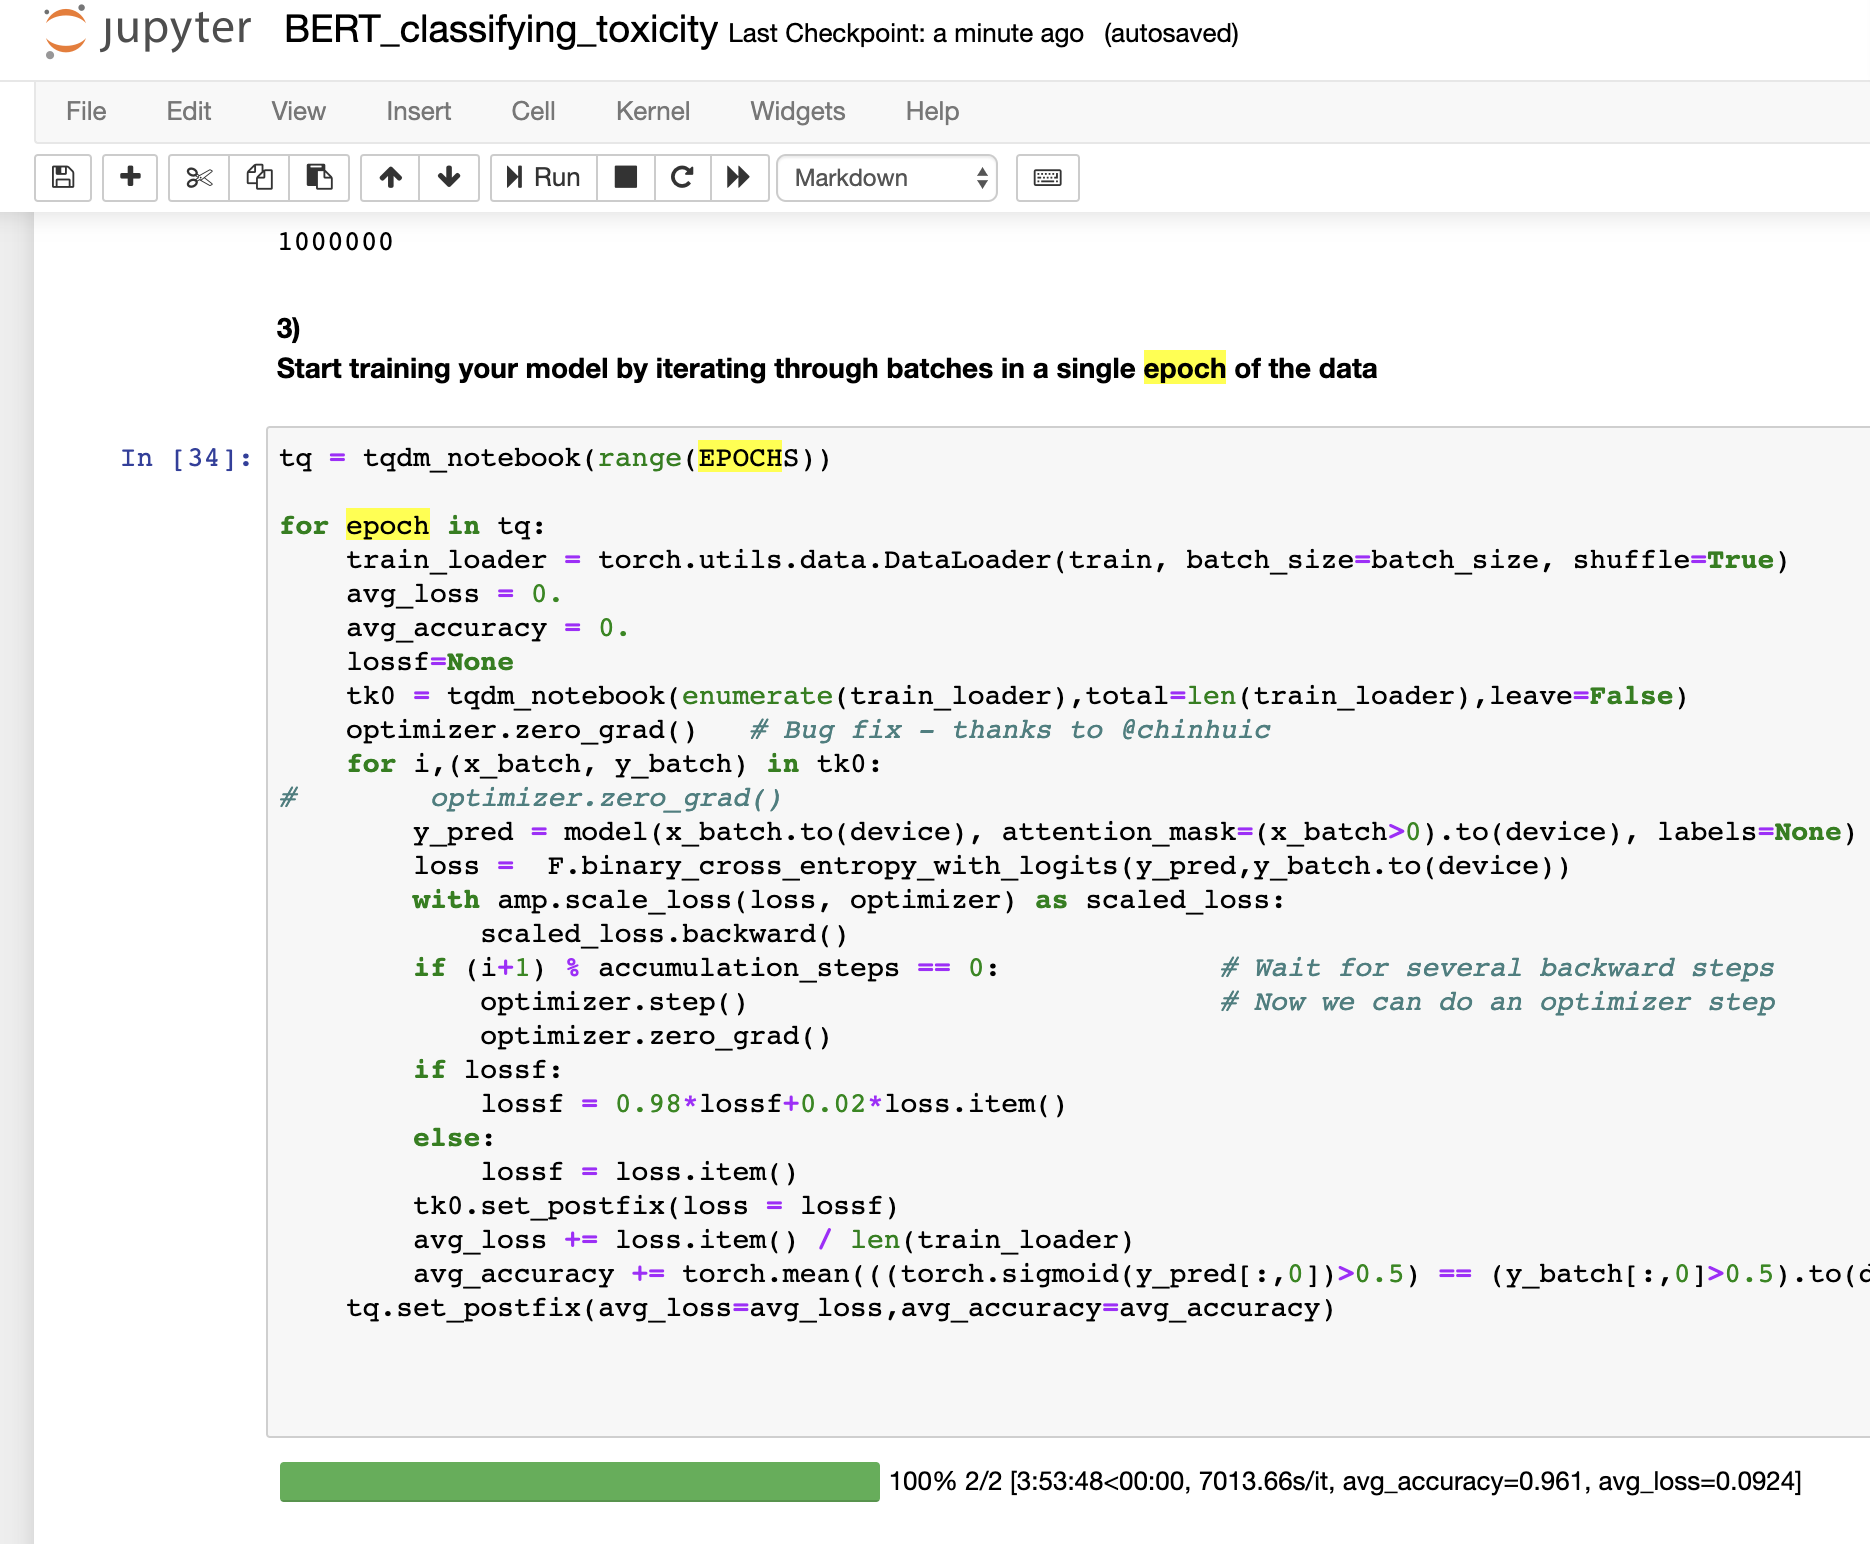 jupyter BERT_classifying_toxicity Last Checkpoint: a minute ago (autosaved)
File Edit View Insert Cell Kernel Widgets Help
Run Markdown
1000000
3)
Start training your model by iterating through batches in a single epoch of the data
In [34]: tq = tqdm_notebook(range(EPOCHS))
for epoch in tq:
    train_loader = torch.utils.data.DataLoader(train, batch_size=batch_size, shuffle=True)
    avg_loss = 0.
    avg_accuracy = 0.
    lossf=None
    tk0 = tqdm_notebook(enumerate(train_loader),total=len(train_loader),leave=False)
    optimizer.zero_grad()   # Bug fix - thanks to @chinhuic
    for i,(x_batch, y_batch) in tk0:
#        optimizer.zero_grad()
        y_pred = model(x_batch.to(device), attention_mask=(x_batch>0).to(device), labels=None)
        loss =  F.binary_cross_entropy_with_logits(y_pred,y_batch.to(device))
        with amp.scale_loss(loss, optimizer) as scaled_loss:
            scaled_loss.backward()
        if (i+1) % accumulation_steps == 0:             # Wait for several backward steps
            optimizer.step()                            # Now we can do an optimizer step
            optimizer.zero_grad()
        if lossf:
            lossf = 0.98*lossf+0.02*loss.item()
        else:
            lossf = loss.item()
        tk0.set_postfix(loss = lossf)
        avg_loss += loss.item() / len(train_loader)
        avg_accuracy += torch.mean(((torch.sigmoid(y_pred[:,0])>0.5) == (y_batch[:,0]>0.5).to(d
    tq.set_postfix(avg_loss=avg_loss,avg_accuracy=avg_accuracy)
100% 2/2 [3:53:48<00:00, 7013.66s/it, avg_accuracy=0.961, avg_loss=0.0924]